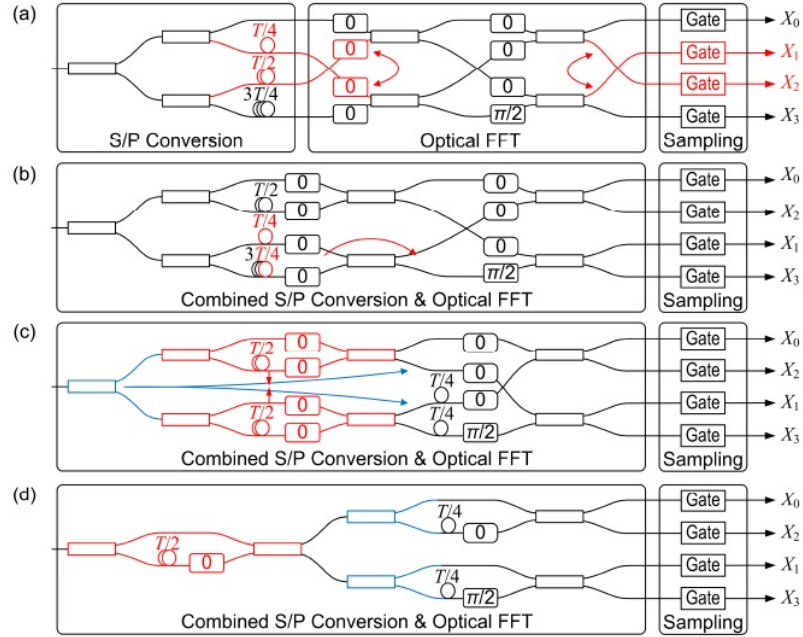 (a)
0 0 Gate X0
T/4 0 Gate X1
T/2 0 0 Gate X2
3T/4 0 π/2 Gate X3
S/P Conversion Optical FFT Sampling
(b)
0 0 Gate X0
T/2 0 0 Gate X2
T/4 0 0 Gate X1
3T/4 0 π/2 Gate X3
Combined S/P Conversion & Optical FFT Sampling
(c)
0 0 Gate X0
T/2 0 0 Gate X2
T/4
0 0 Gate X1
T/2 0 T/4 π/2 Gate X3
Combined S/P Conversion & Optical FFT Sampling
(d)
Gate X0
T/4 0 Gate X2
T/2 0 Gate X1
T/4 π/2 Gate X3
Combined S/P Conversion & Optical FFT Sampling